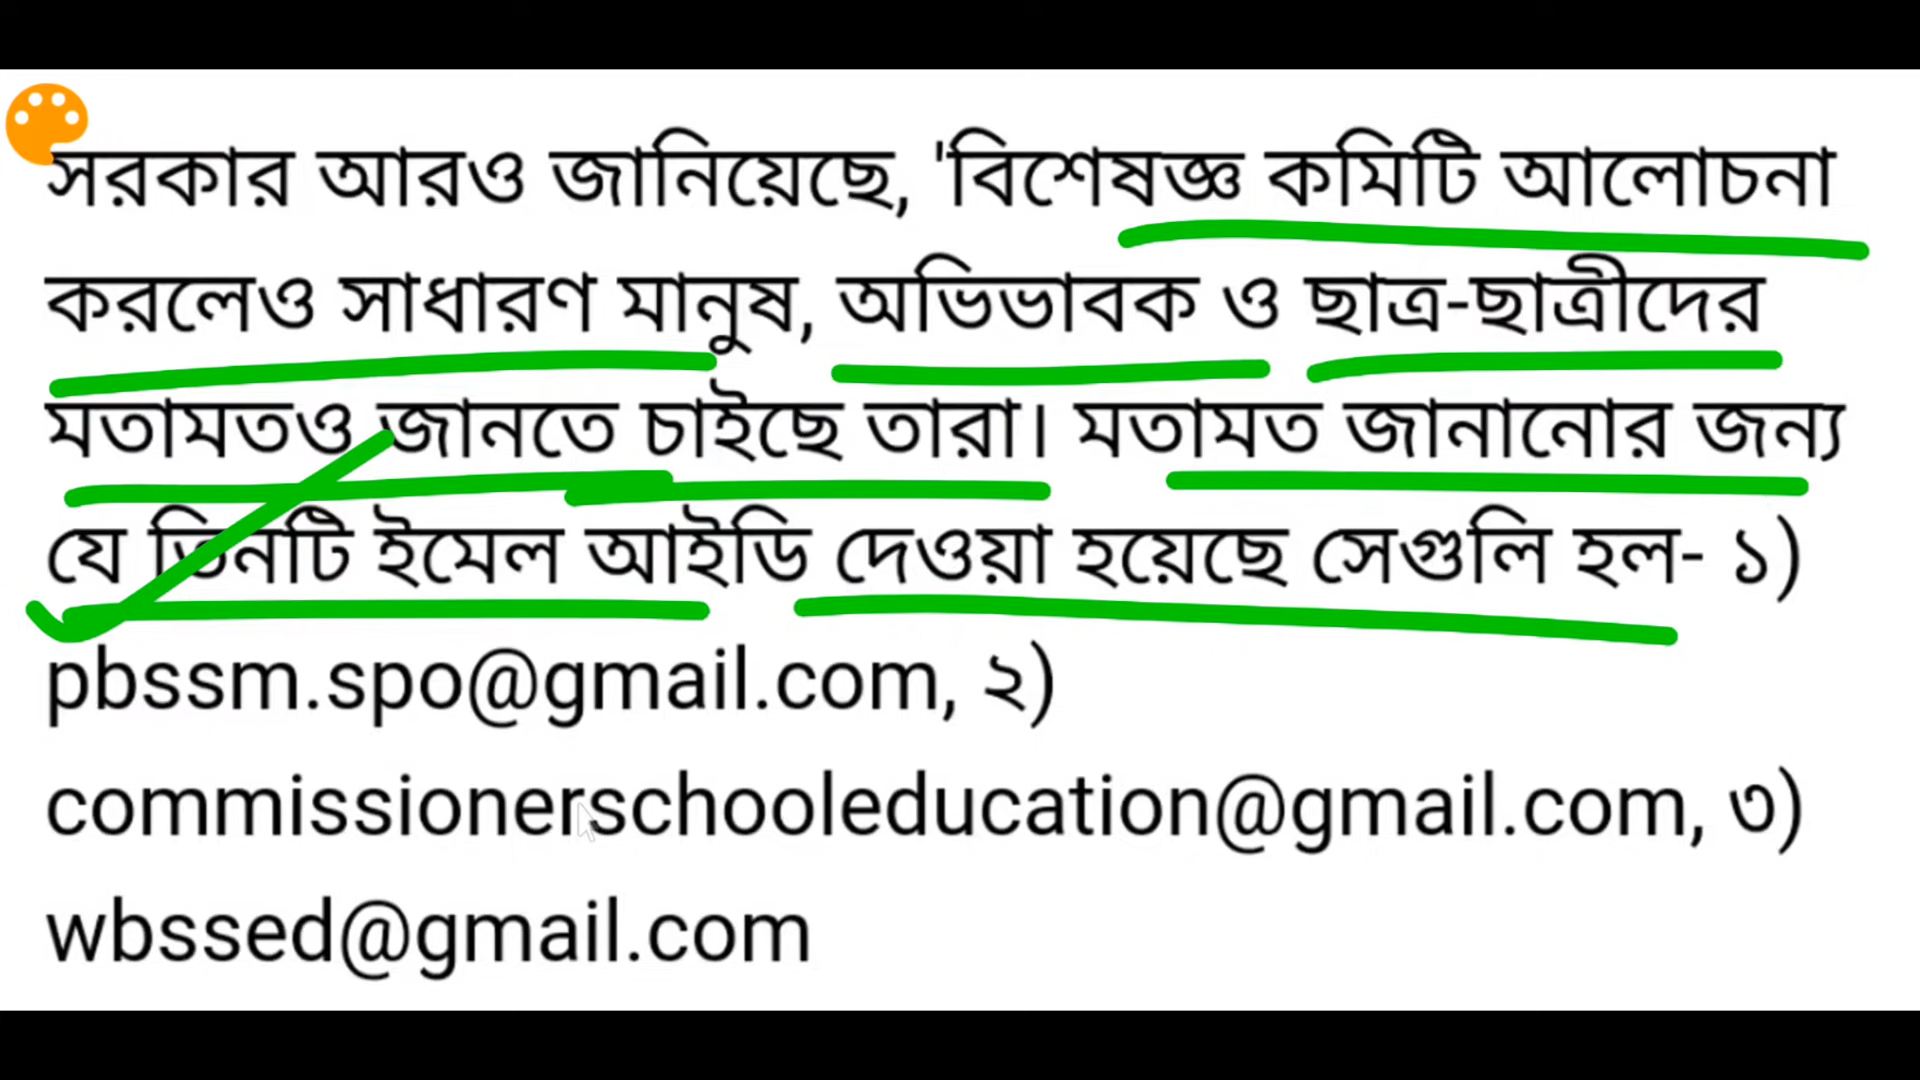 সরকার আরও জানিয়েছে, 'বিশেষজ্ঞ কমিটি আলোচনা
করলেও সাধারণ মানুষ, অভিভাবক ও ছাত্র-ছাত্রীদের
মতামতও জানতে চাইছে তারা। মতামত জানানোর জন্য
যে তিনটি ইমেল আইডি দেওয়া হয়েছে সেগুলি হল- ১)
pbssm.spo@gmail.com, ২)
commissionerschooleducation@gmail.com, ৩)
wbssed@gmail.com